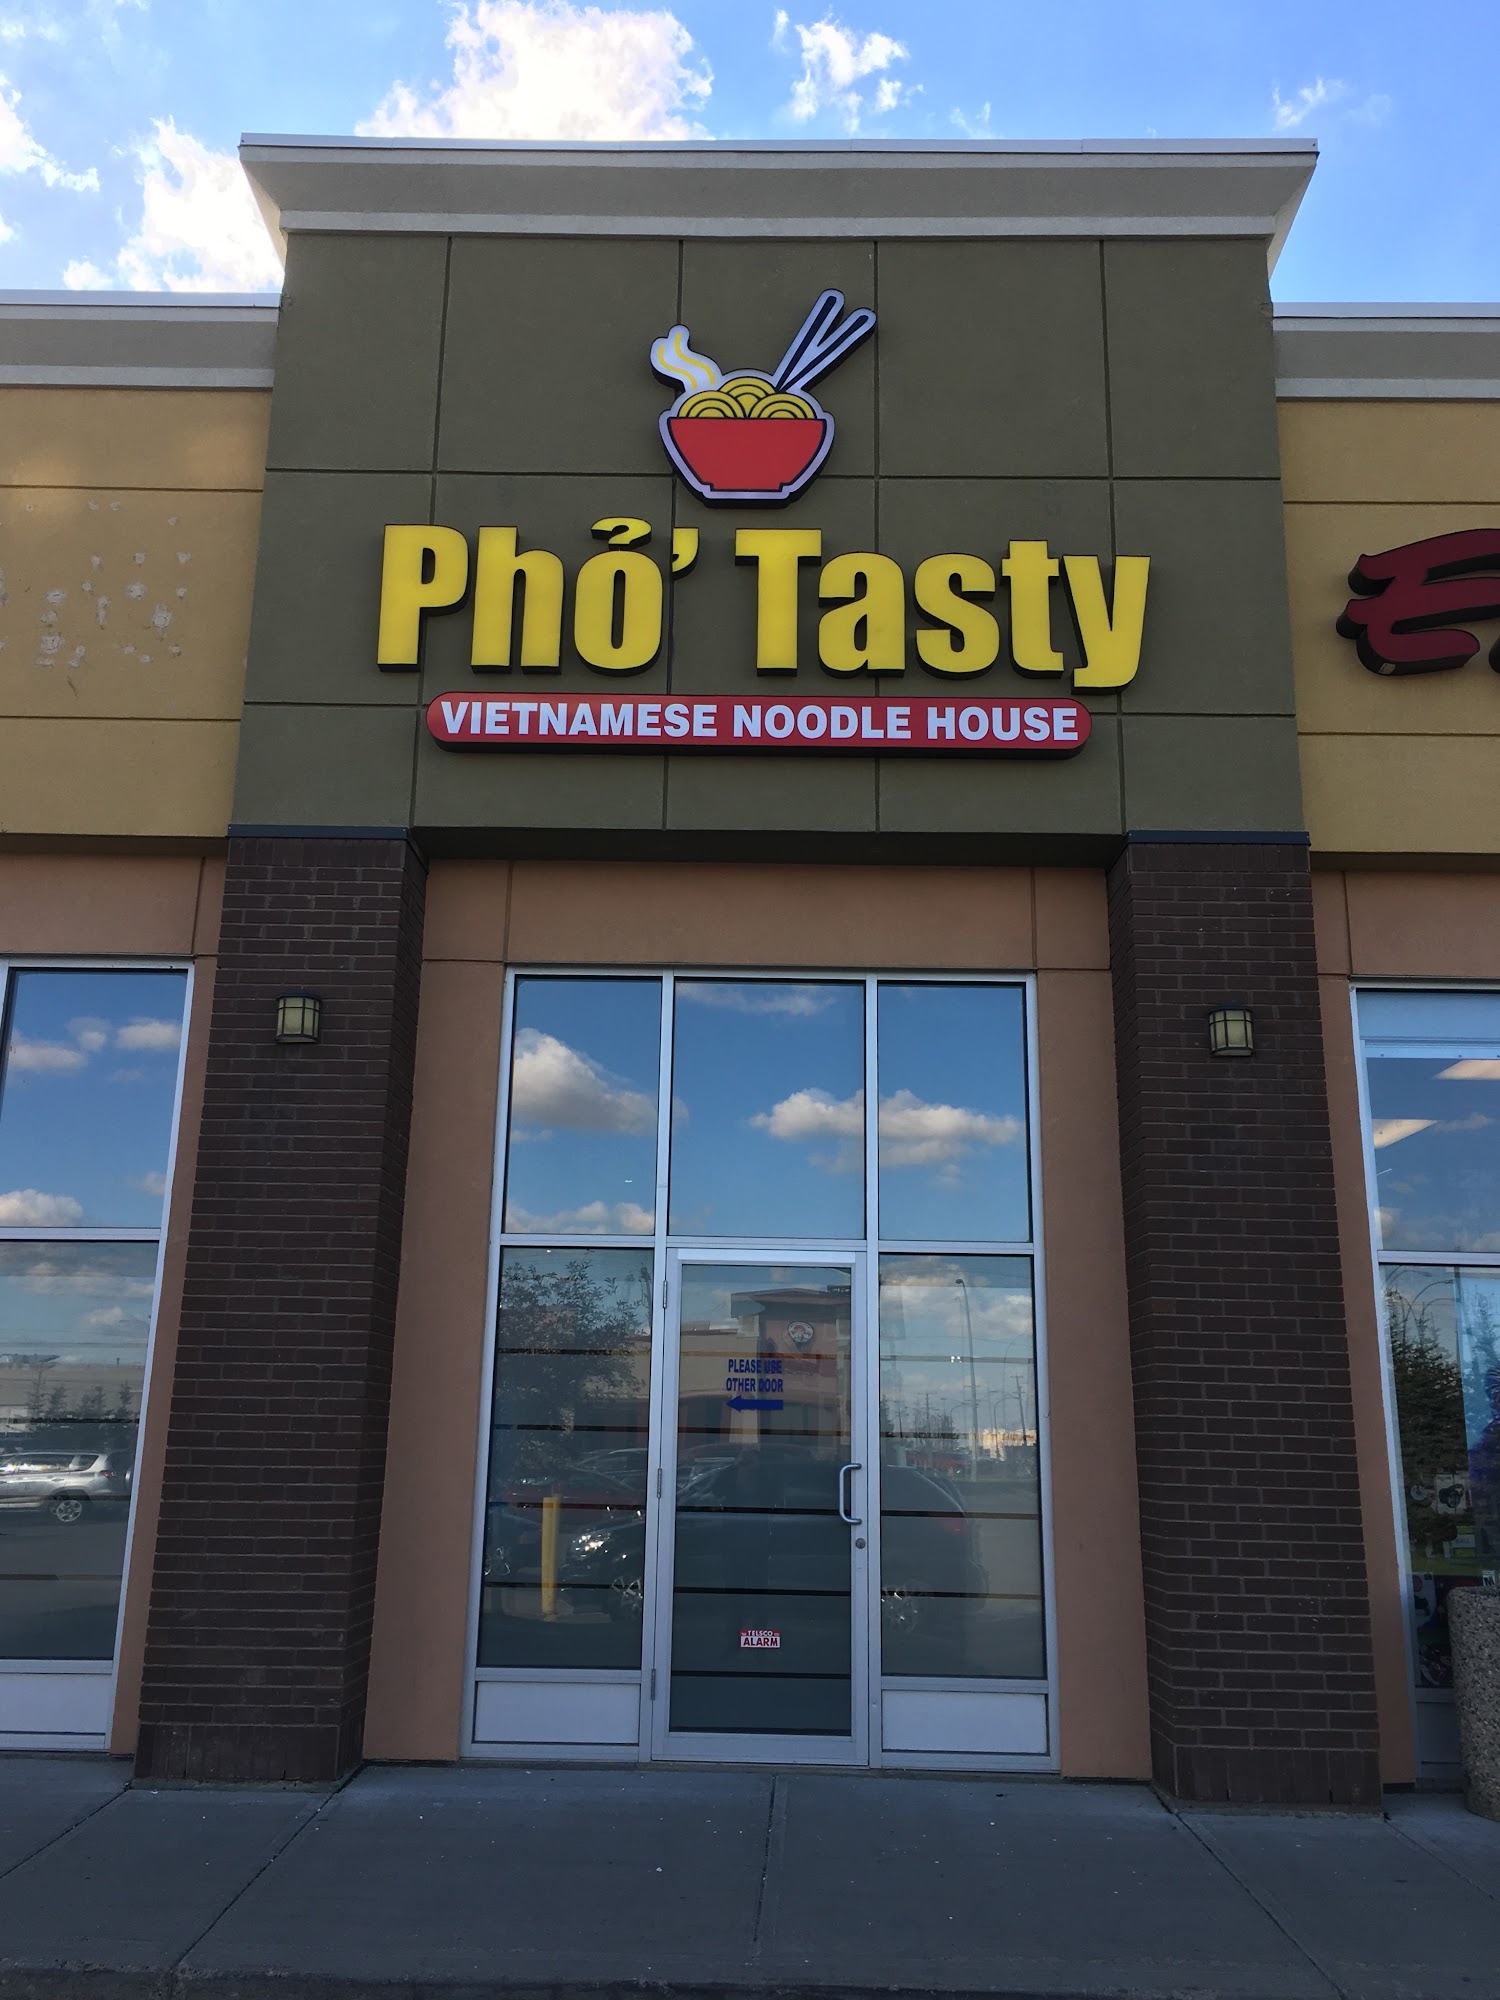 Phở Tasty
VIETNAMESE NOODLE HOUSE
PLEASE USE
OTHER DOOR
TELSCO
ALARM